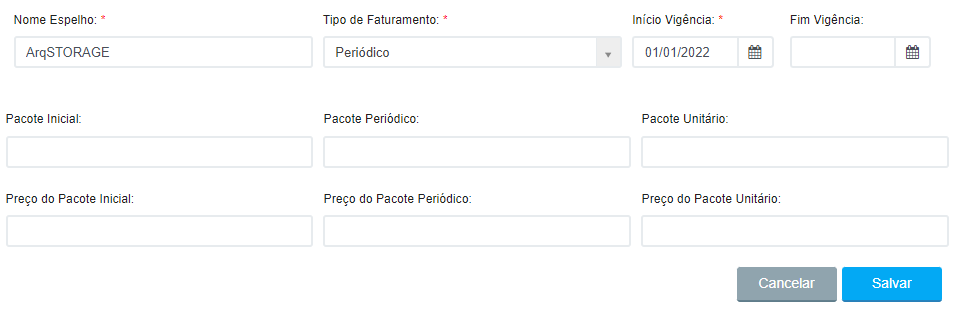 Nome Espelho: * Tipo de Faturamento: * Início Vigência: * Fim Vigência:
ArqSTORAGE Periódico 01/01/2022
Pacote Inicial: Pacote Periódico: Pacote Unitário:
Preço do Pacote Inicial: Preço do Pacote Periódico: Preço do Pacote Unitário:
Cancelar Salvar